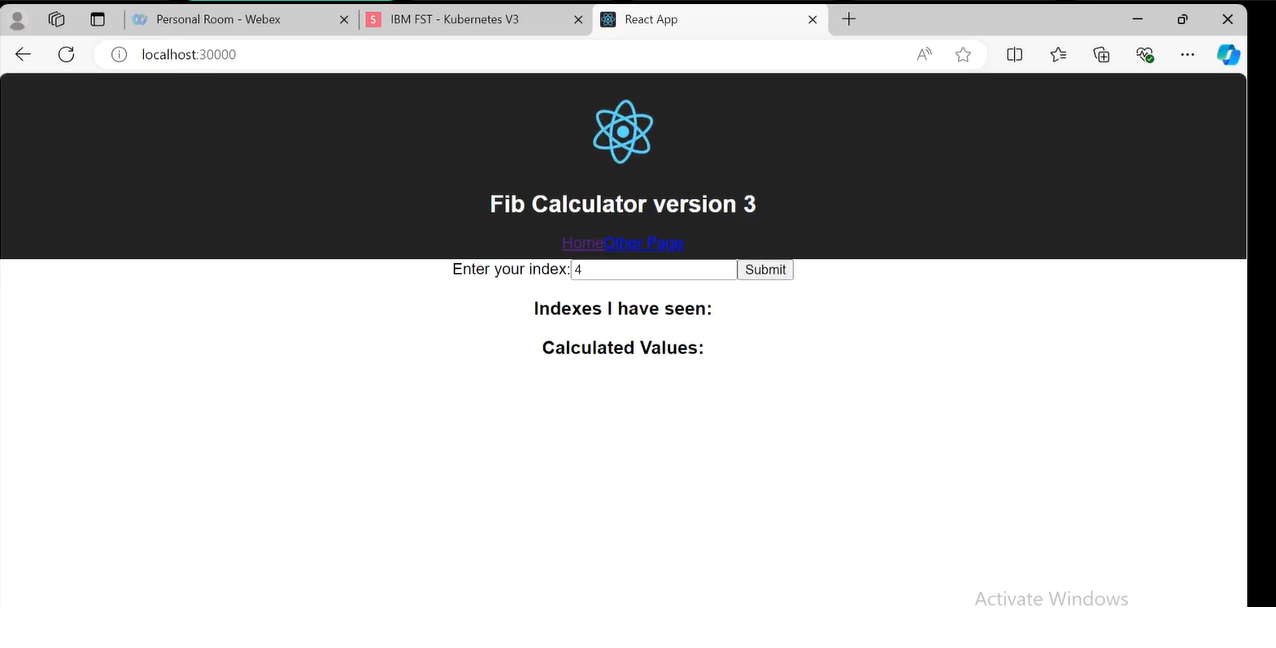 Personal Room - Webex
S IBM FST - Kubernetes V3
React App
localhost:30000
Fib Calculator version 3
HomeOther Page
Enter your index:4 Submit
Indexes I have seen:
Calculated Values:
Activate Windows